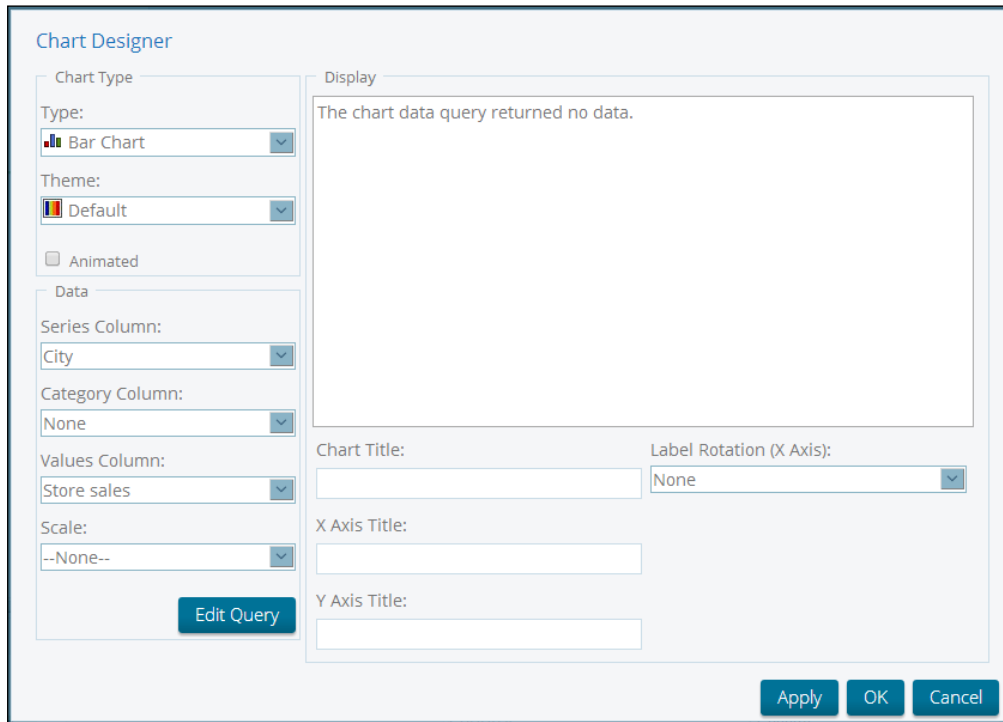 Chart Designer
Chart Type
Type:
Bar Chart
Theme:
Default
Animated
Data
Series Column:
City
Category Column:
None
Values Column:
Store sales
Scale:
--None--
Edit Query
Display
The chart data query returned no data.
Chart Title:
Label Rotation (X Axis):
None
X Axis Title:
Y Axis Title:
Apply
OK
Cancel